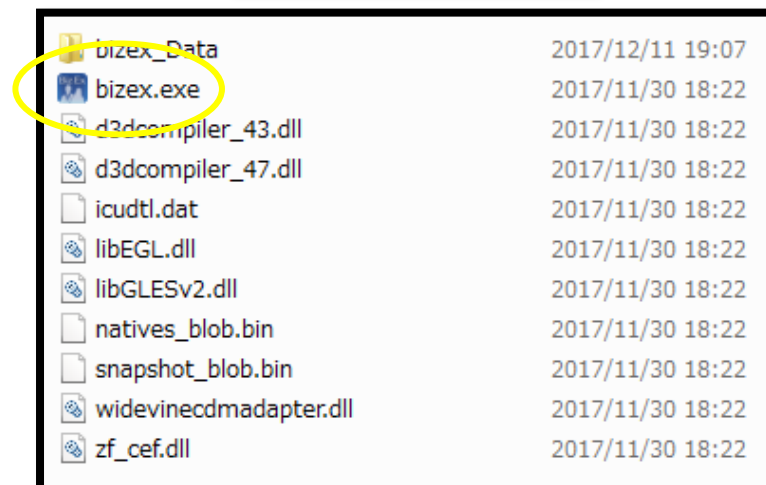 bizex_Data 2017/12/11 19:07
bizex.exe 2017/11/30 18:22
d3dcompiler_43.dll 2017/11/30 18:22
d3dcompiler_47.dll 2017/11/30 18:22
icudtl.dat 2017/11/30 18:22
libEGL.dll 2017/11/30 18:22
libGLESv2.dll 2017/11/30 18:22
natives_blob.bin 2017/11/30 18:22
snapshot_blob.bin 2017/11/30 18:22
widevinecdmadapter.dll 2017/11/30 18:22
zf_cef.dll 2017/11/30 18:22